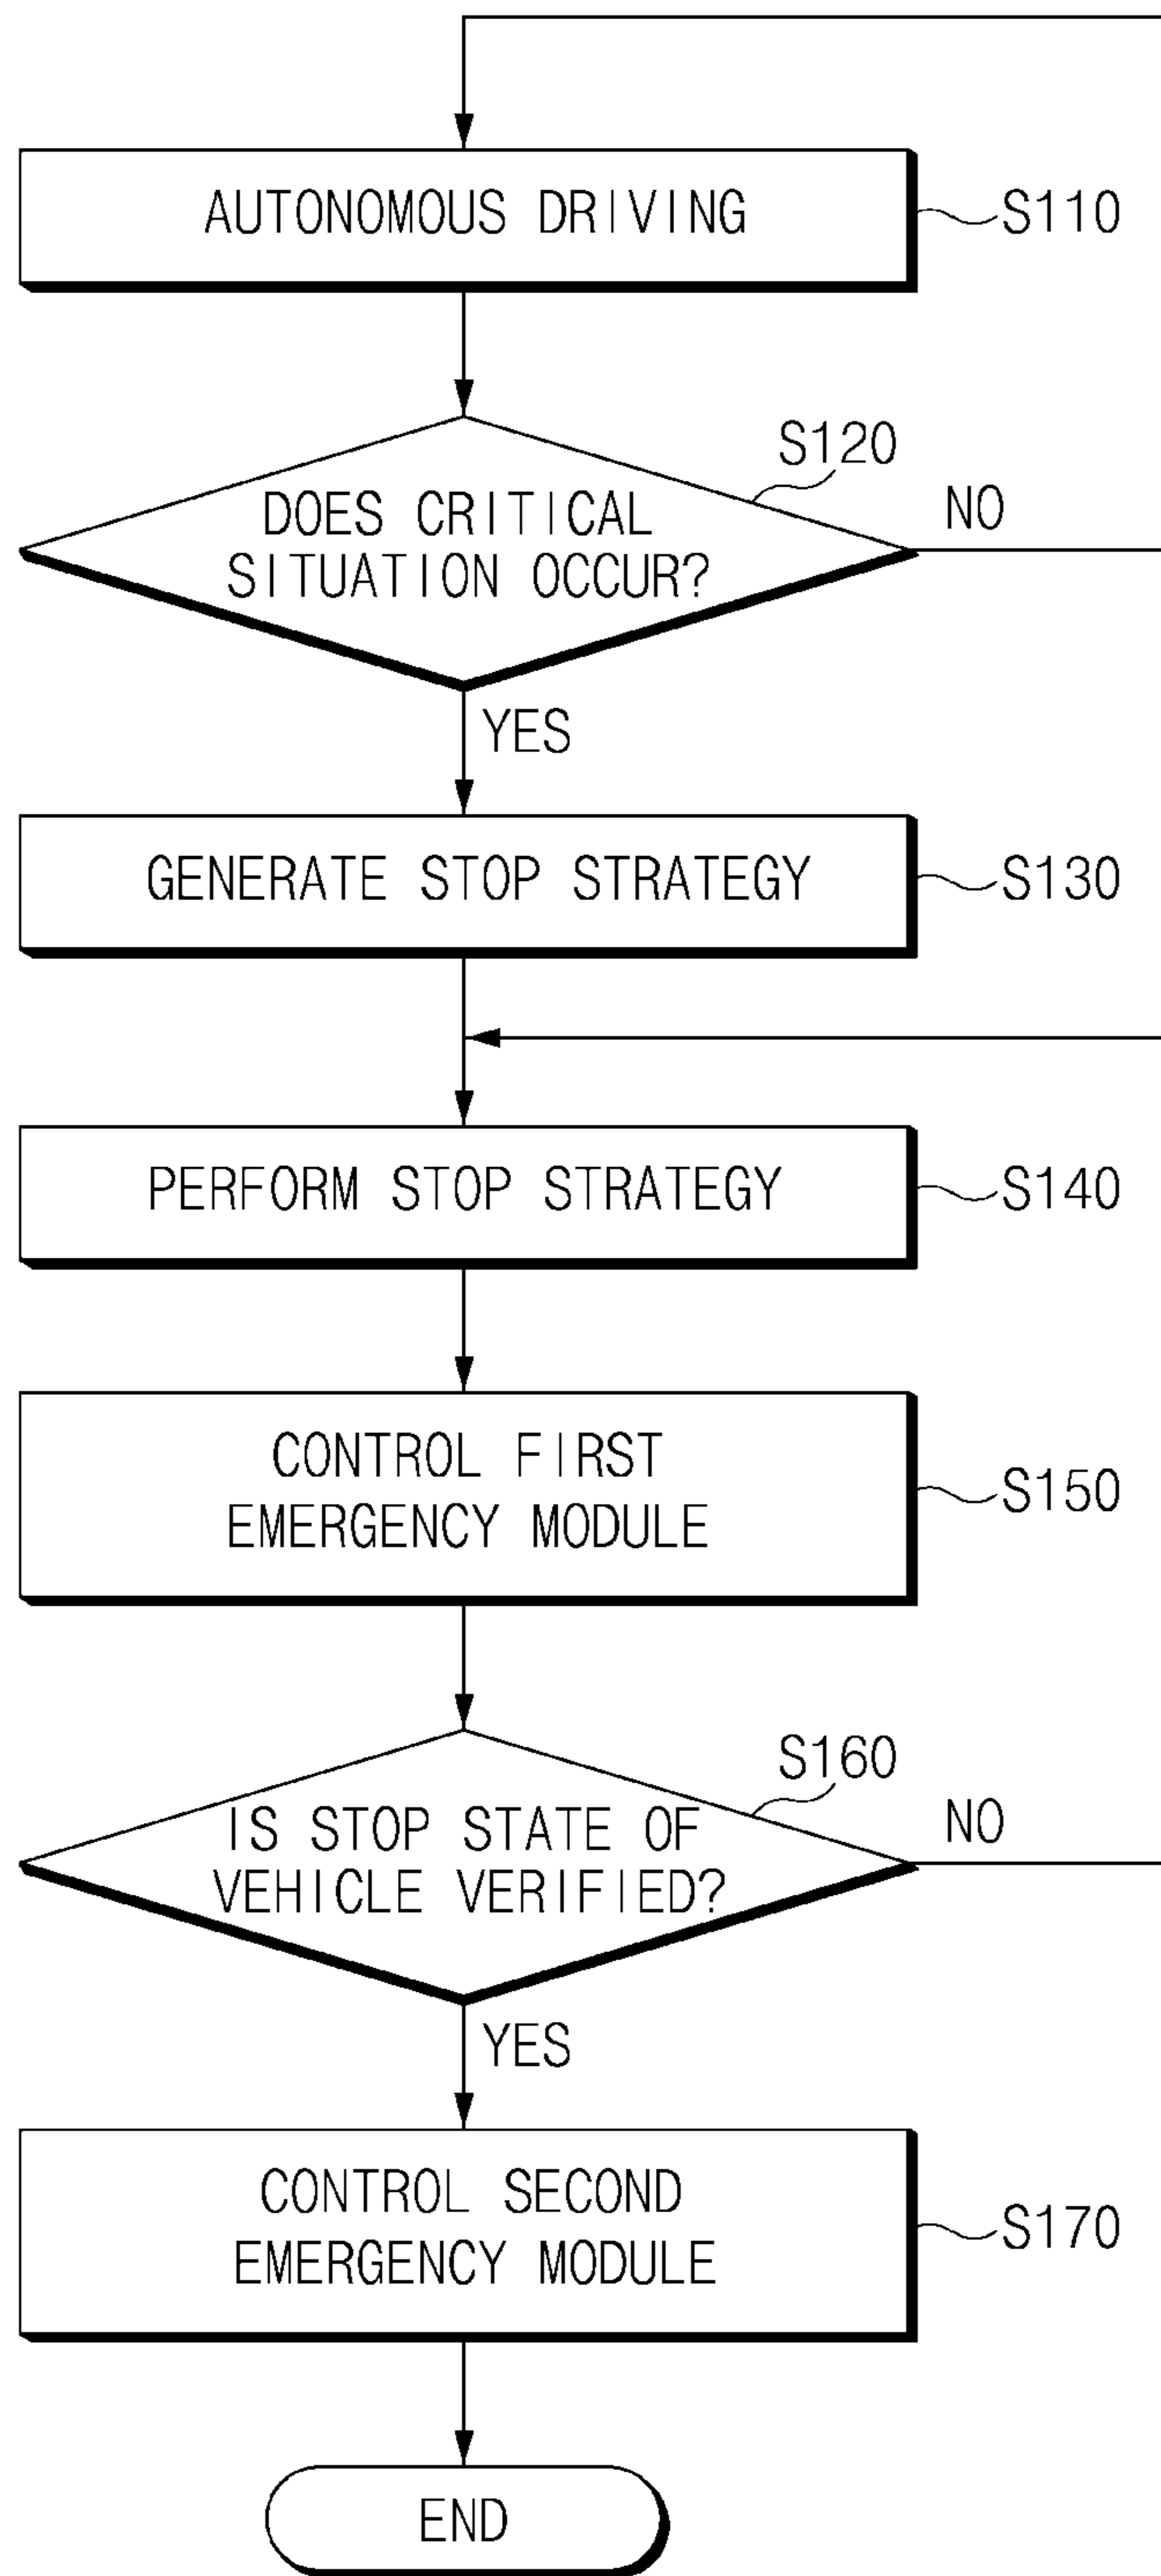 AUTONOMOUS DRIVING
S110
S120
DOES CRITICAL
SITUATION OCCUR?
NO
YES
GENERATE STOP STRATEGY
S130
PERFORM STOP STRATEGY
S140
CONTROL FIRST
EMERGENCY MODULE
S150
S160
IS STOP STATE OF
VEHICLE VERIFIED?
NO
YES
CONTROL SECOND
EMERGENCY MODULE
S170
END